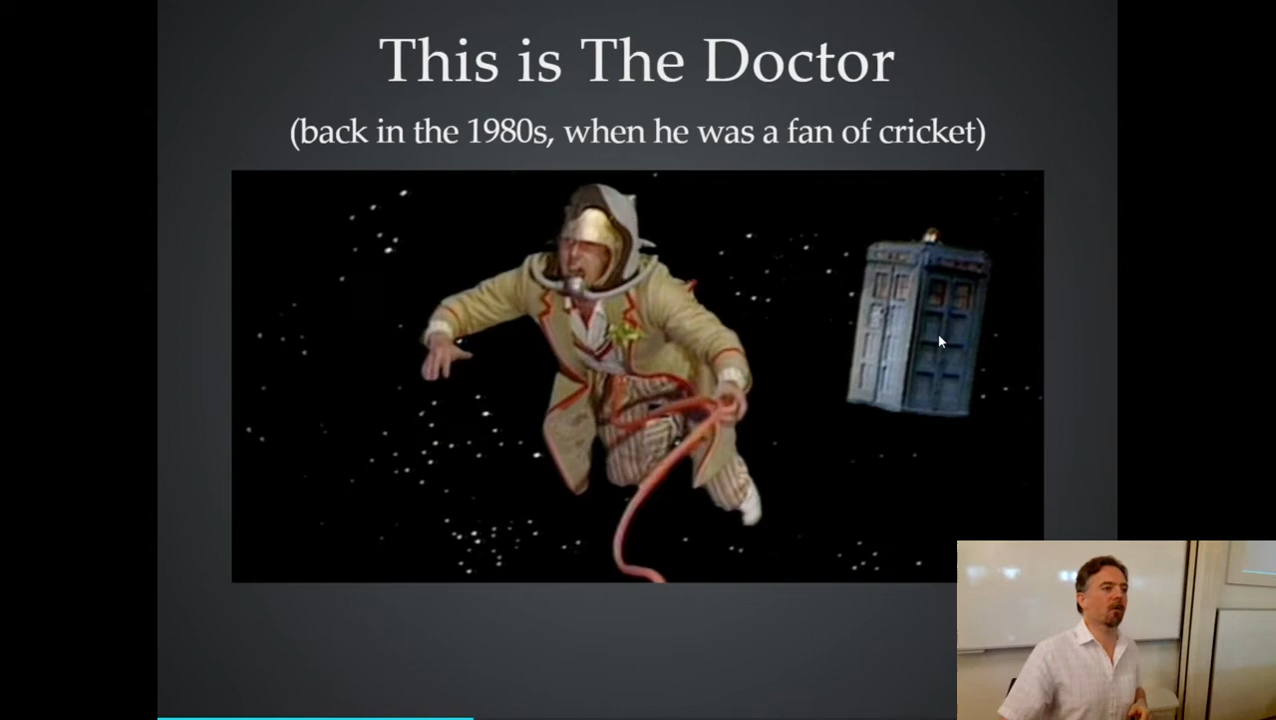 This is The Doctor
(back in the 1980s, when he was a fan of cricket)